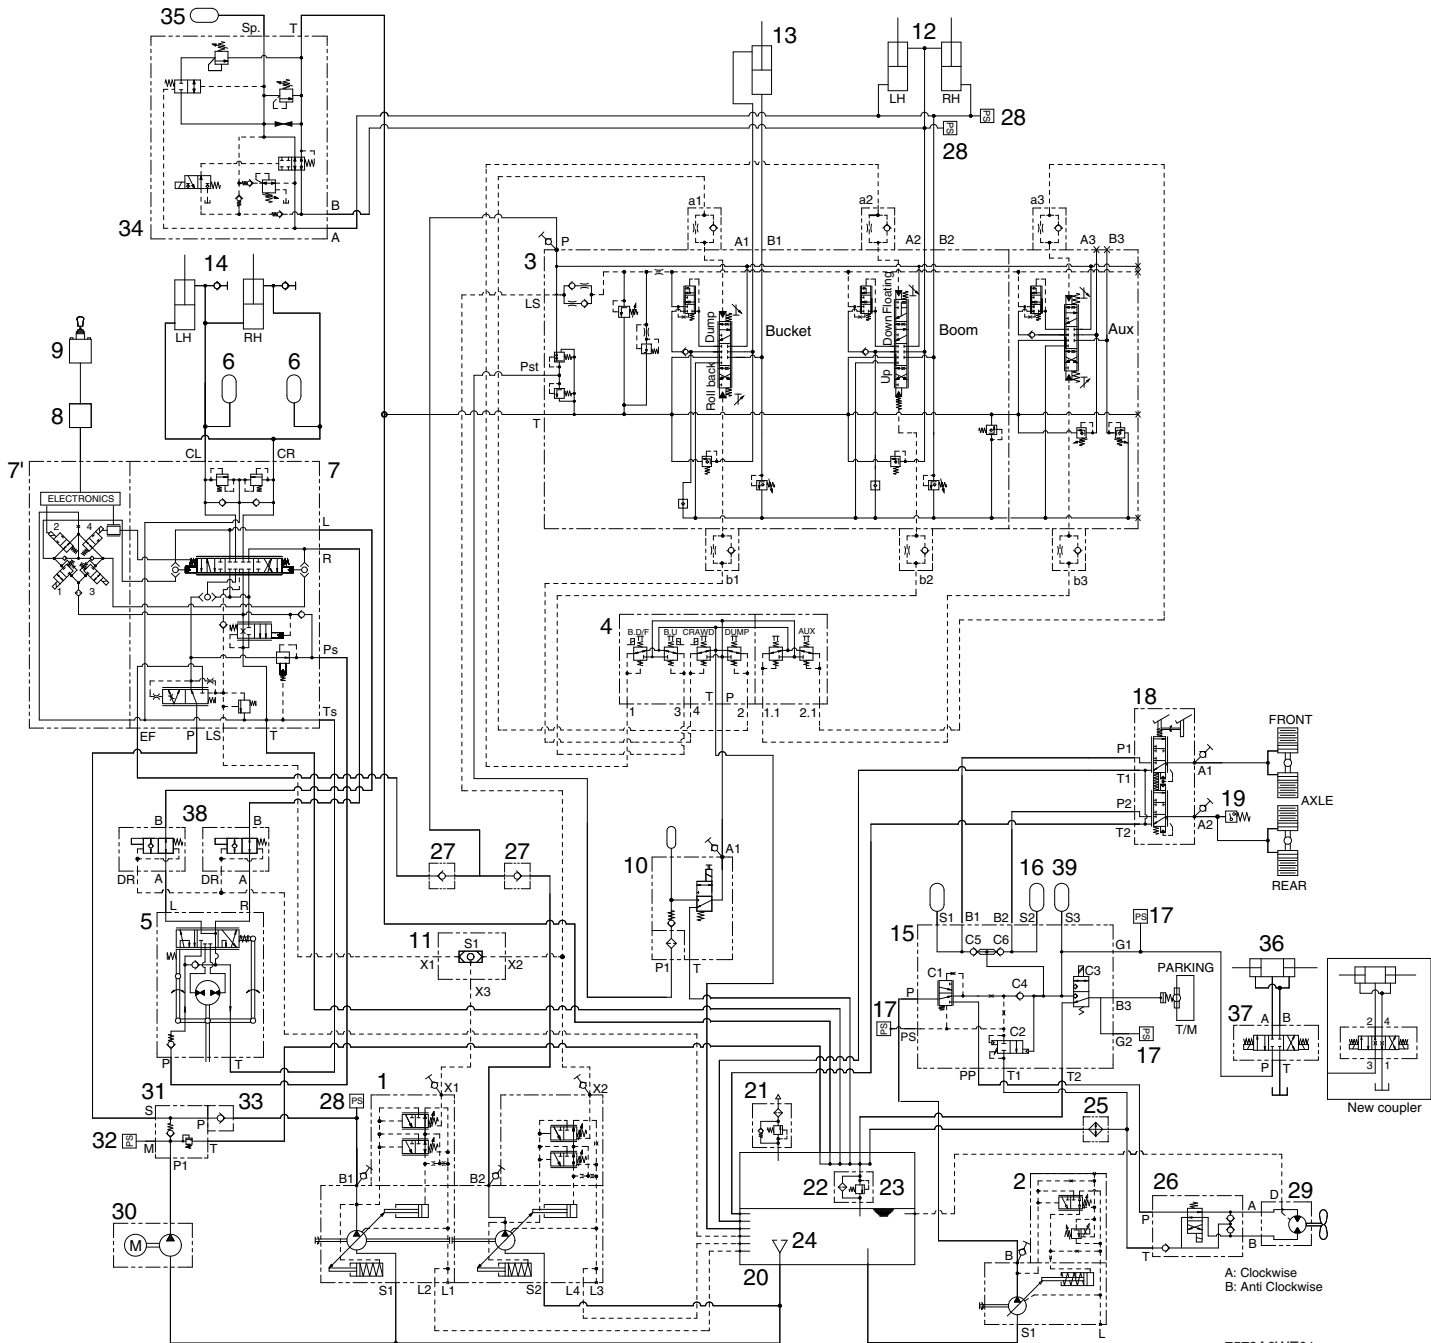 35
Sp.
T
13
12
LH
RH
PS
28
PS
28
B
A
34
14
LH
RH
6
6
9
8
CL
CR
7'
7
ELECTRONICS
2
4
1
3
L
R
Ps
Ts
EF
P
LS
T
a1
a2
a3
P
A1
B1
A2
B2
A3
B3
3
LS
Pst
T
Dump
Roll back
Bucket
Down
Floating
Up
Boom
Aux
b1
b2
b3
4
B.D/F
B.U
CRAWD
DUMP
AUX
T
P
1
3
4
2
1.1
2.1
B
38
B
DR
A
DR
A
L
R
5
P
T
27
27
10
A1
P1
T
11
S1
X1
X2
X3
18
P1
T1
A1
P2
T2
A2
19
FRONT
AXLE
REAR
16
39
S1
B1
B2
S2
S3
15
C5
C6
G1
PS
17
C1
C4
C3
P
B3
17
PS
PS
C2
G2
PS
17
PP
T1
T2
PARKING
T/M
36
37
A
B
P
T
2
4
3
1
New coupler
31
33
S
P
32
PS
M
T
P1
28
PS
1
X1
X2
B1
B2
30
M
S1
L2
L1
S2
L4
L3
21
22
23
24
20
25
2
B
S1
L
26
29
P
A
D
T
B
A: Clockwise
B: Anti Clockwise